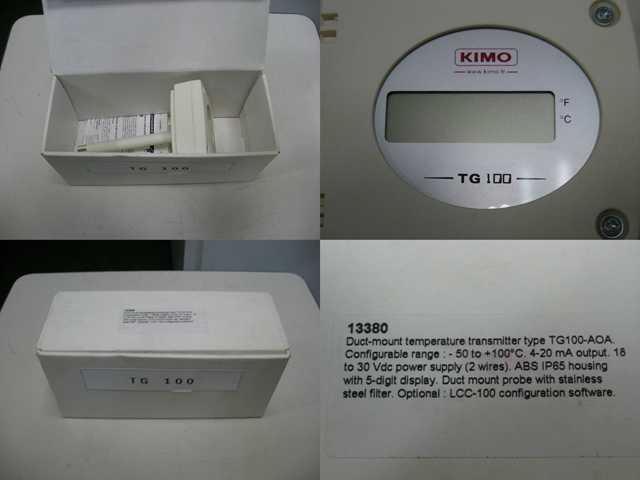 TG 100
KIMO
www.kimo.fr
°F
°C
TG 100
13380
TG 100
13380
Duct-mount temperature transmitter type TG100-AOA.
Configurable range : - 50 to +100°C. 4-20 mA output. 18
to 30 Vdc power supply (2 wires). ABS IP65 housing
with 5-digit display. Duct mount probe with stainless
steel filter. Optional : LCC-100 configuration software.